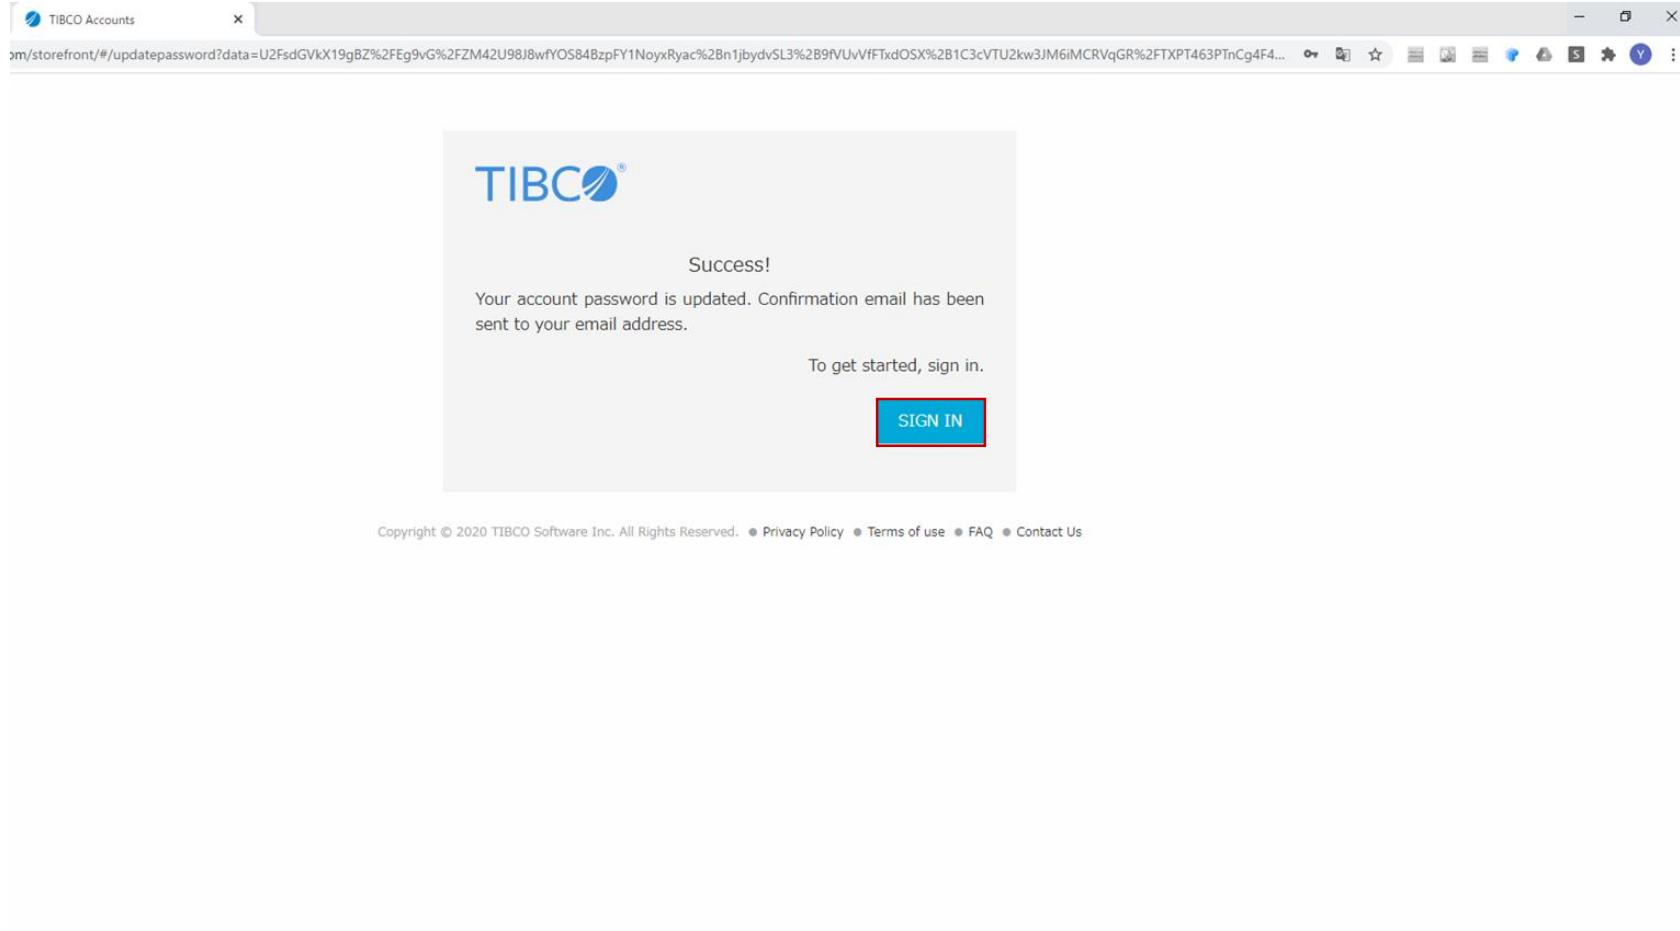 TIBCO Accounts
om/storefront/#/updatepassword?data=U2FsdGVkX19gBZ%2FEg9vG%2FZM42U98J8wfYOS84BzpFY1NoyxRyac%2Bn1jbydvSL3%2B9fVUvVfFTxdOSX%2B1C3cVTU2kw3JM6iMCRVqGR%2FTXPT463PTnCg4F4...
S
Y
TIBCO®
Success!
Your account password is updated. Confirmation email has been
sent to your email address.
To get started, sign in.
SIGN IN
Copyright © 2020 TIBCO Software Inc. All Rights Reserved. ● Privacy Policy ● Terms of use ● FAQ ● Contact Us